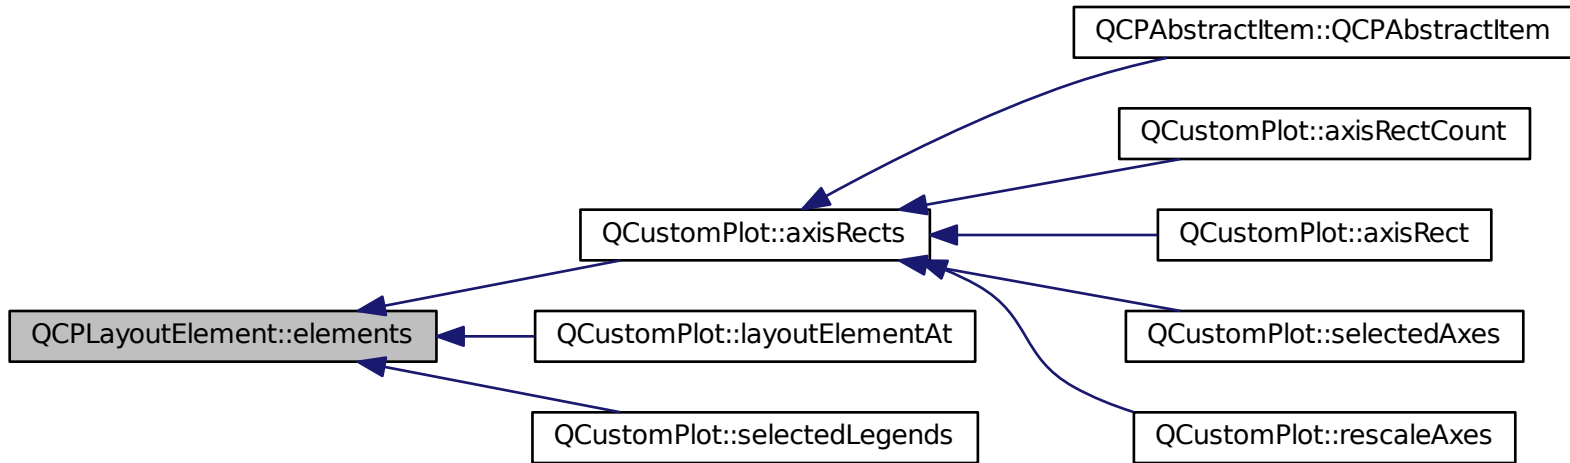 QCPAbstractItem::QCPAbstractItem
QCustomPlot::axisRectCount
QCustomPlot::axisRects
QCustomPlot::axisRect
QCPLayoutElement::elements
QCustomPlot::layoutElementAt
QCustomPlot::selectedAxes
QCustomPlot::selectedLegends
QCustomPlot::rescaleAxes